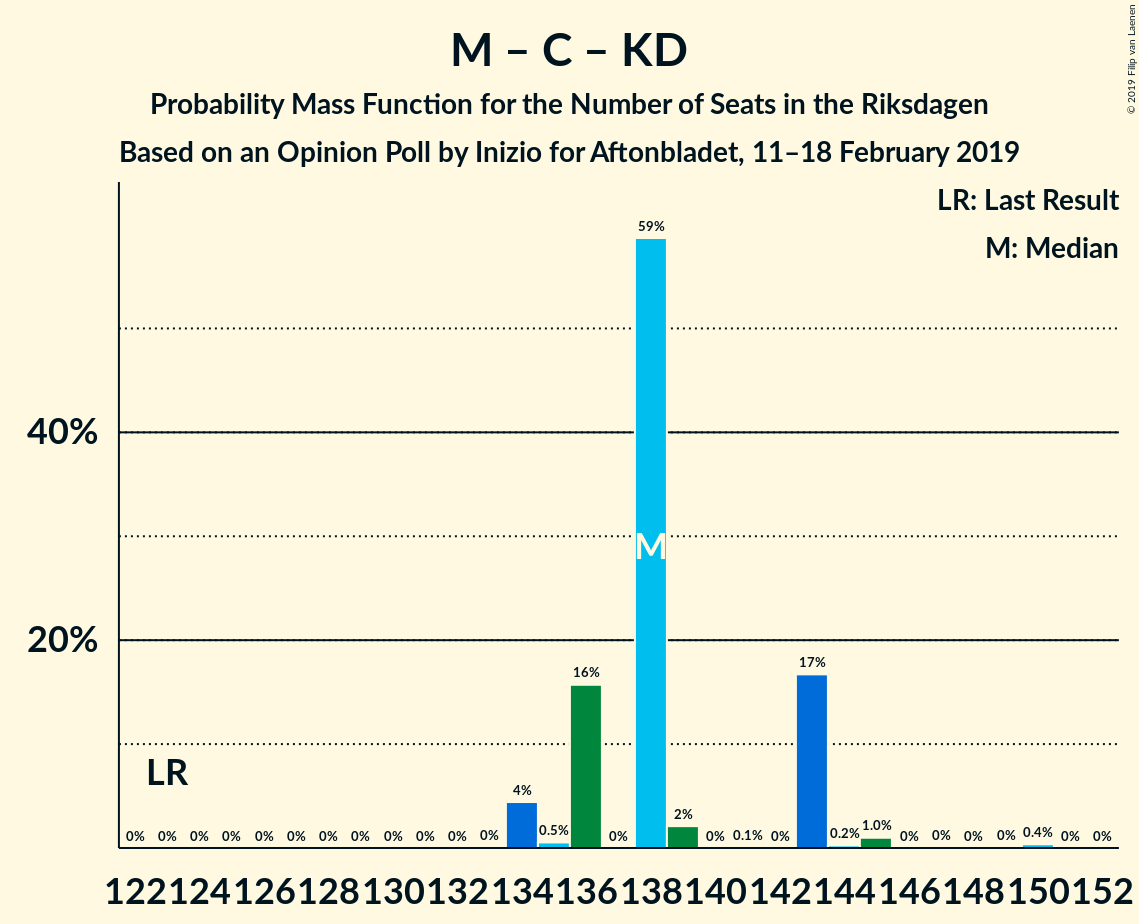 M – C – KD
Probability Mass Function for the Number of Seats in the Riksdagen
Based on an Opinion Poll by Inizio for Aftonbladet, 11–18 February 2019
© 2019 Filip van Laenen
LR: Last Result
M: Median
59%
40%
M
20%
17%
16%
LR
4%
2%
0% 0% 0% 0% 0% 0% 0% 0% 0% 0% 0% 0% 0.5% 0% 0% 0.1% 0% 0.2% 1.0% 0% 0% 0% 0% 0.4% 0% 0%
122 124 126 128 130 132 134 136 138 140 142 144 146 148 150 152